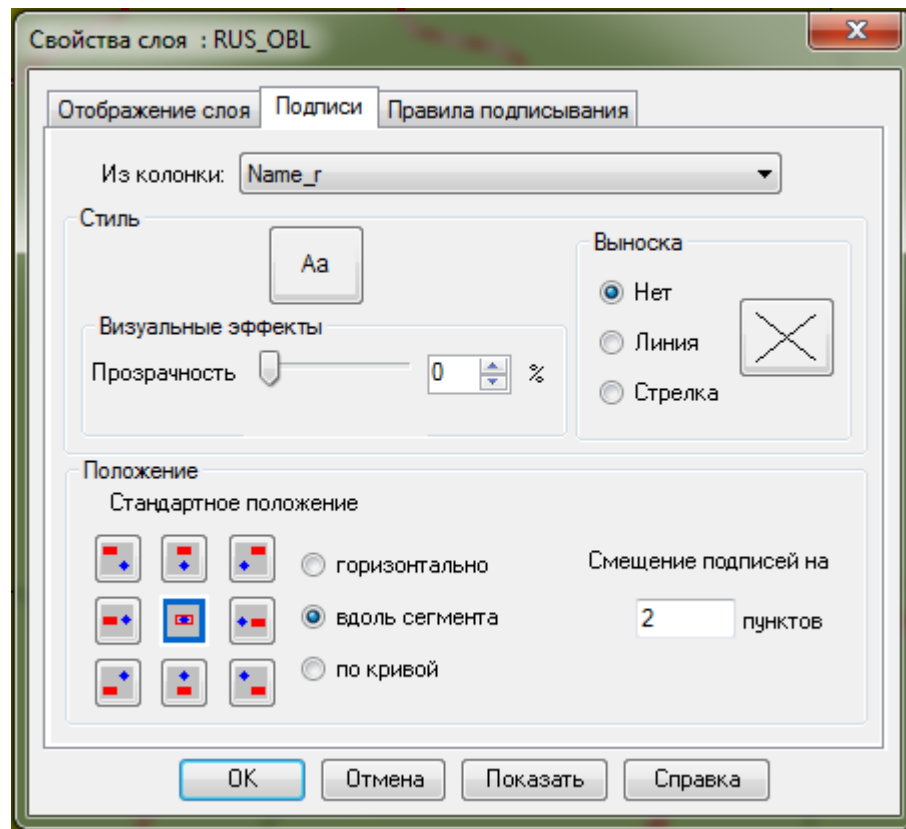 Свойства слоя : RUS_OBL
Отображение слоя Подписи Правила подписывания
Из колонки: Name_r
Стиль
Aa
Визуальные эффекты
Прозрачность 0 %
Выноска
Нет
Линия
Стрелка
Положение
Стандартное положение
горизонтально
вдоль сегмента
по кривой
Смещение подписей на
2 пунктов
OK Отмена Показать Справка